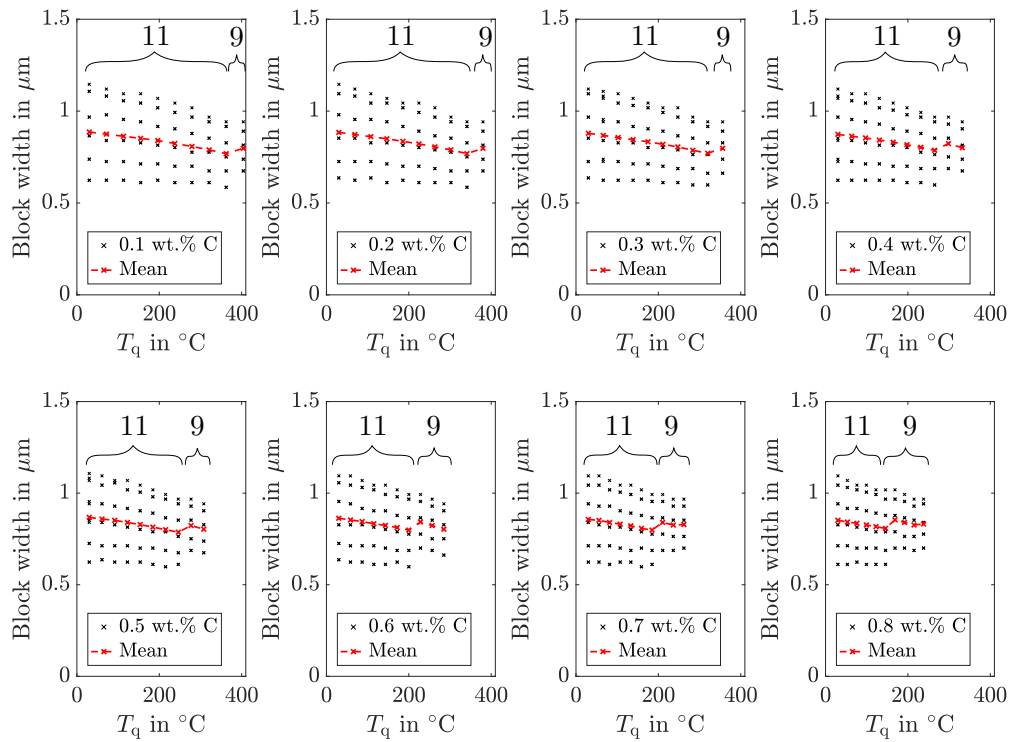 1.5
1
0.5
0
Block width in μm
11 9
× 0.1 wt.% C
Mean
0 200 400
T_q in °C
1.5
1
0.5
0
Block width in μm
11 9
× 0.2 wt.% C
Mean
0 200 400
T_q in °C
1.5
1
0.5
0
Block width in μm
11 9
× 0.3 wt.% C
Mean
0 200 400
T_q in °C
1.5
1
0.5
0
Block width in μm
11 9
× 0.4 wt.% C
Mean
0 200 400
T_q in °C
1.5
1
0.5
0
Block width in μm
11 9
× 0.5 wt.% C
Mean
0 200 400
T_q in °C
1.5
1
0.5
0
Block width in μm
11 9
× 0.6 wt.% C
Mean
0 200 400
T_q in °C
1.5
1
0.5
0
Block width in μm
11 9
× 0.7 wt.% C
Mean
0 200 400
T_q in °C
1.5
1
0.5
0
Block width in μm
11 9
× 0.8 wt.% C
Mean
0 200 400
T_q in °C